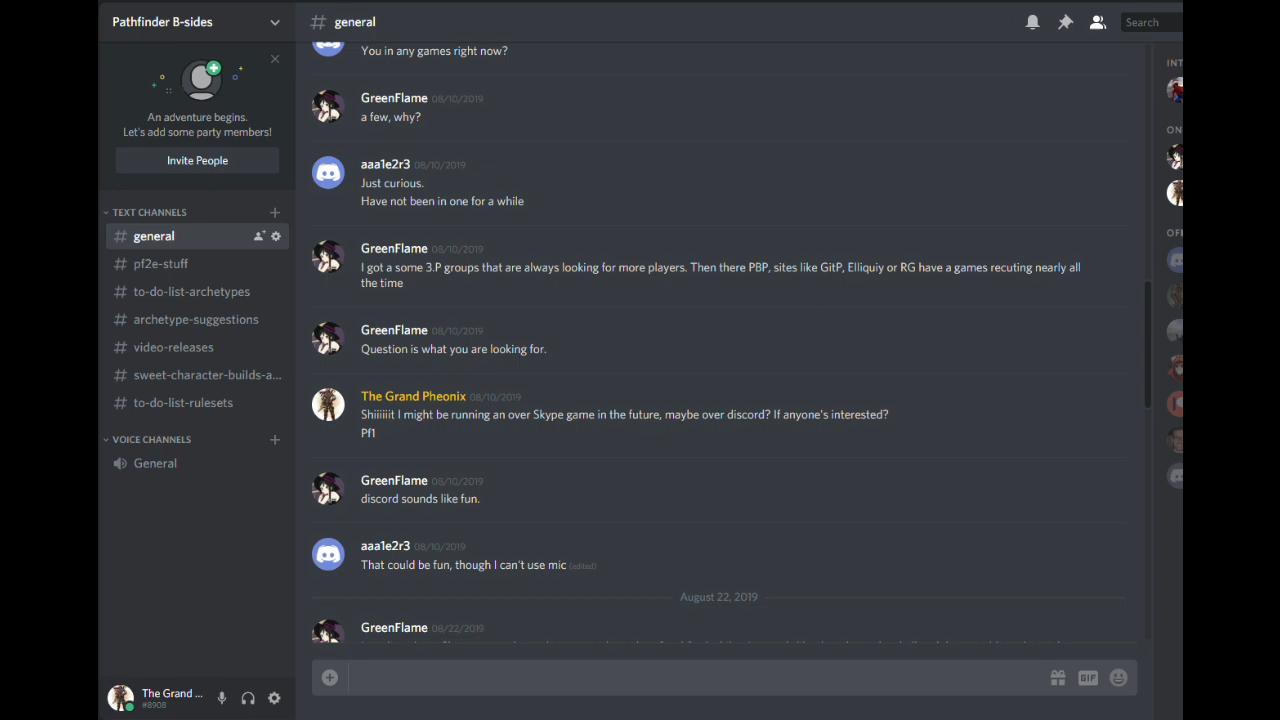 Pathfinder B-sides
An adventure begins.
Let's add some party members!
Invite People
TEXT CHANNELS
general
pf2e-stuff
to-do-list-archetypes
archetype-suggestions
video-releases
sweet-character-builds-a...
to-do-list-rulesets
VOICE CHANNELS
General
The Grand ...
#8908
# general
Search
You in any games right now?
GreenFlame 08/10/2019
a few, why?
aaa1e2r3 08/10/2019
Just curious.
Have not been in one for a while
GreenFlame 08/10/2019
I got a some 3.P groups that are always looking for more players. Then there PBP, sites like GitP, Elliquiy or RG have a games recuting nearly all
the time
GreenFlame 08/10/2019
Question is what you are looking for.
The Grand Pheonix 08/10/2019
Shiiiiiit I might be running an over Skype game in the future, maybe over discord? If anyone's interested?
Pf1
GreenFlame 08/10/2019
discord sounds like fun.
aaa1e2r3 08/10/2019
That could be fun, though I can't use mic (edited)
August 22, 2019
GreenFlame 08/22/2019
GIF
INT
ON
OF